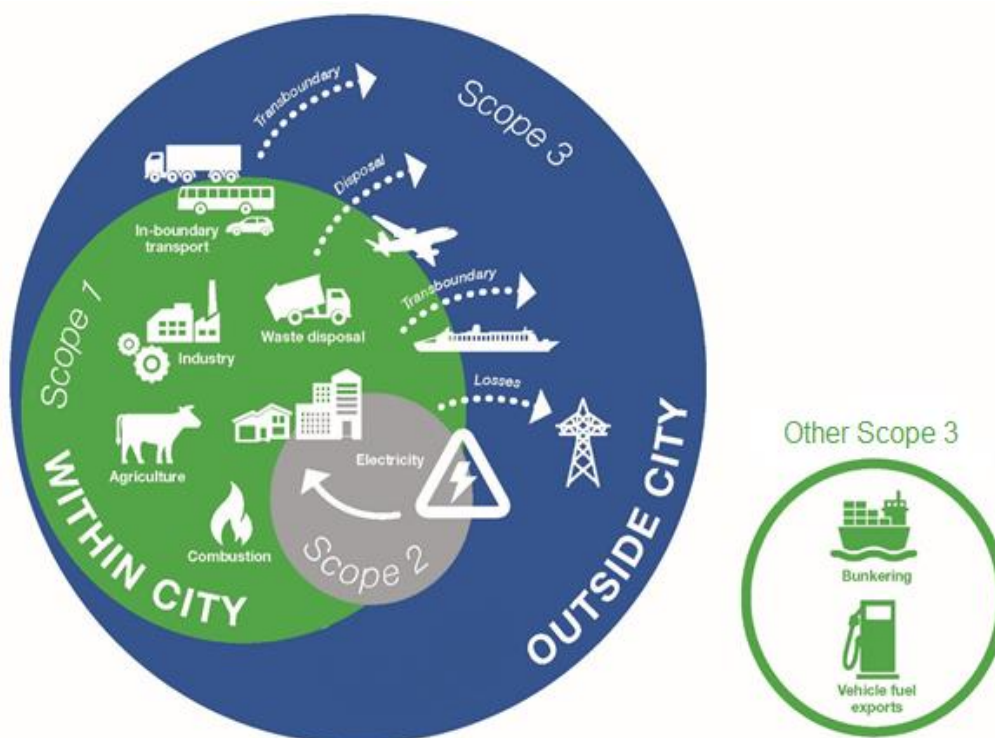 Transboundary
Scope 3
Disposal
In-boundary
transport
Transboundary
Scope 1
Waste disposal
Industry
Losses
Agriculture
Electricity
Combustion
Scope 2
WITHIN CITY
OUTSIDE CITY
Other Scope 3
Bunkering
Vehicle fuel
exports